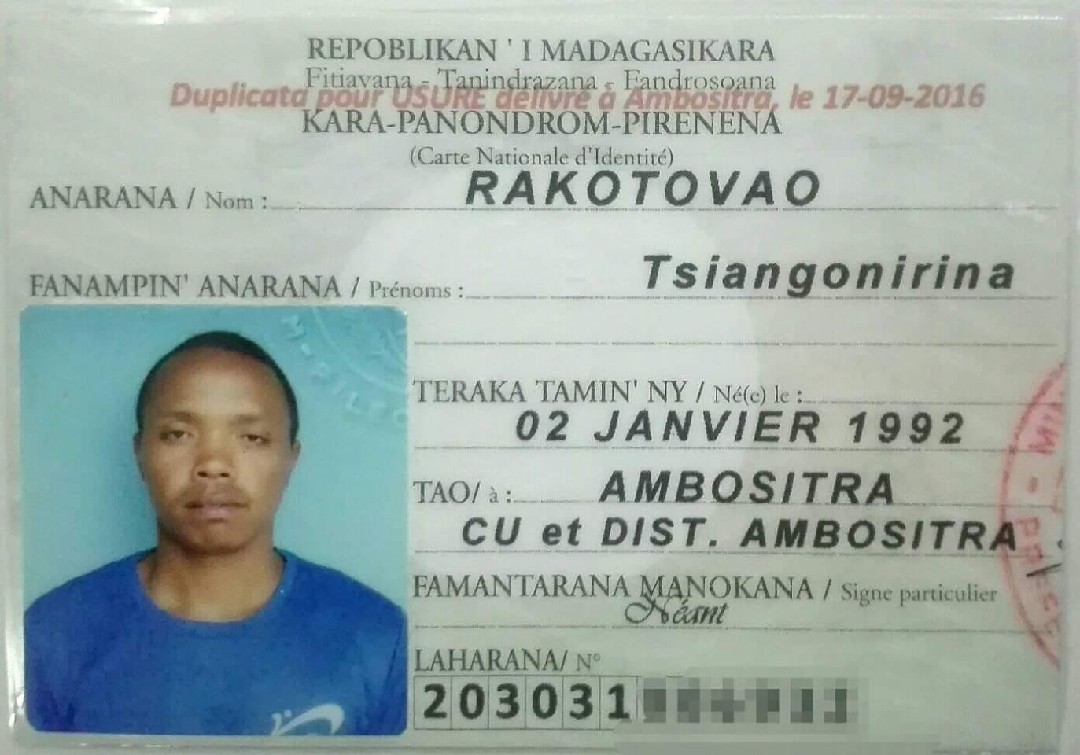 REPOBLIKAN ' I MADAGASIKARA
Fitiavana - Tanindrazana - Fandrosoana
Duplicata pour USURE délivré à Ambositra, le 17-09-2016
KARA-PANONDROM-PIRENENA
(Carte Nationale d'Identité)
ANARANA / Nom : RAKOTOVAO
FANAMPIN' ANARANA / Prénoms : Tsiangonirina
TERAKA TAMIN' NY / Né(e) le :
02 JANVIER 1992
TAO/ à : AMBOSITRA
CU et DIST. AMBOSITRA
FAMANTARANA MANOKANA / Signe particulier
Néant
LAHARANA/ N°
203031